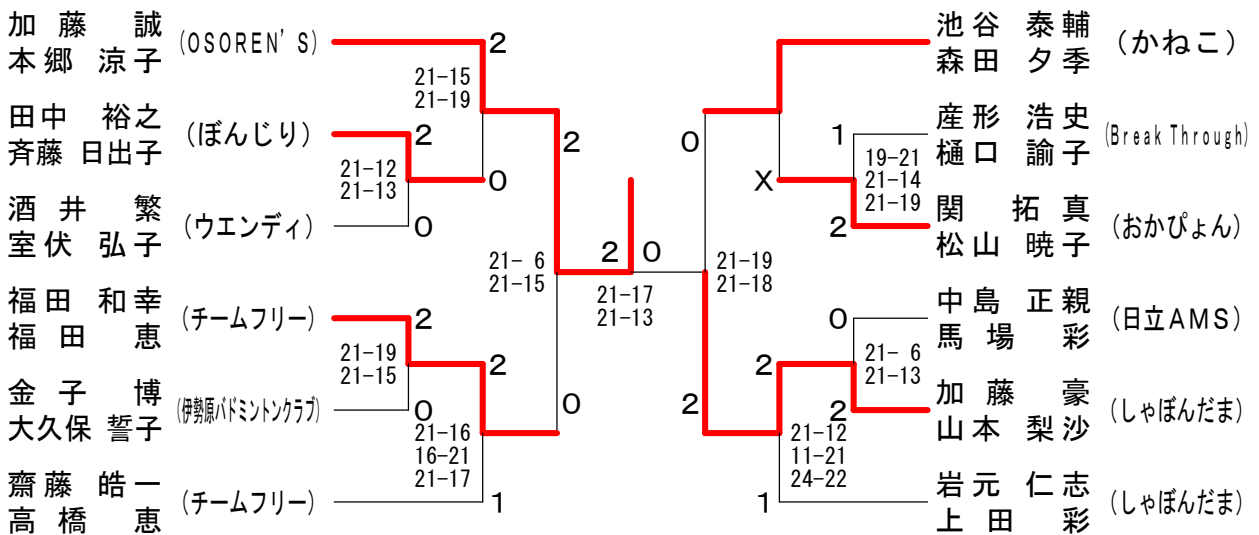 加藤 誠
本郷 涼子
(OSOREN'S)
2
21-15
21-19
田中 裕之
斉藤 日出子
(ぼんじり)
2
21-12
21-13
0
酒井 繁
室伏 弘子
(ウエンディ)
0
2
福田 和幸
福田 恵
(チームフリー)
2
21-19
21-15
2
金子 博
大久保 誓子
(伊勢原バドミントンクラブ)
0
21-16
16-21
21-17
0
齋藤 皓一
高橋 恵
(チームフリー)
1
21- 6
21-15
2
0
21-17
21-13
池谷 泰輔
森田 夕季
(かねこ)
0
産形 浩史
樋口 諭子
(Break Through)
1
19-21
21-14
21-19
X
関 拓真
松山 暁子
(おかぴょん)
2
21-19
21-18
中島 正親
馬場 彩
(日立AMS)
0
21- 6
21-13
2
加藤 豪
山本 梨沙
(しゃぼんだま)
2
2
21-12
11-21
24-22
岩元 仁志
上田 彩
(しゃぼんだま)
1